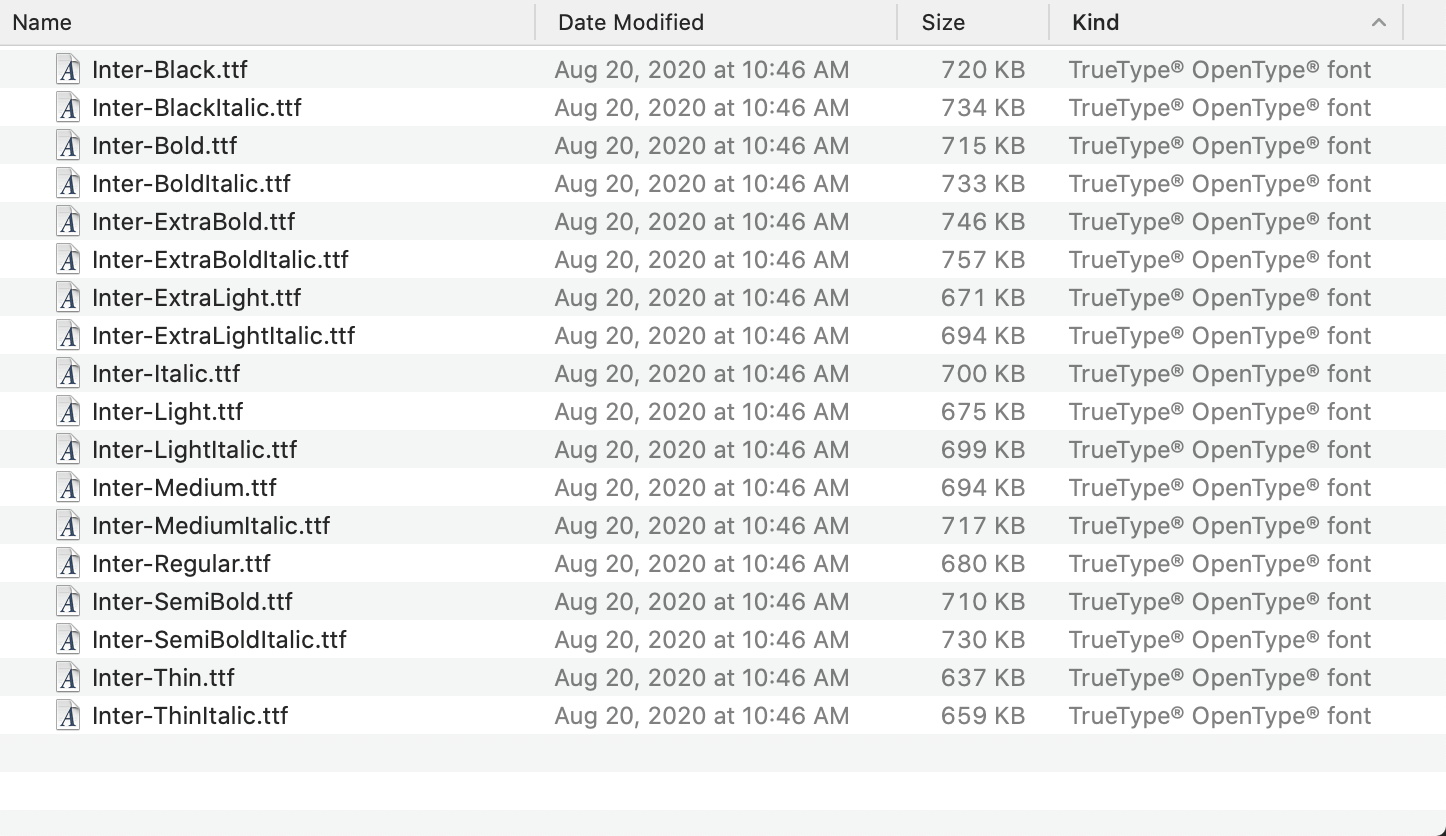 Name Date Modified Size Kind
Inter-Black.ttf Aug 20, 2020 at 10:46 AM 720 KB TrueType® OpenType® font
Inter-BlackItalic.ttf Aug 20, 2020 at 10:46 AM 734 KB TrueType® OpenType® font
Inter-Bold.ttf Aug 20, 2020 at 10:46 AM 715 KB TrueType® OpenType® font
Inter-BoldItalic.ttf Aug 20, 2020 at 10:46 AM 733 KB TrueType® OpenType® font
Inter-ExtraBold.ttf Aug 20, 2020 at 10:46 AM 746 KB TrueType® OpenType® font
Inter-ExtraBoldItalic.ttf Aug 20, 2020 at 10:46 AM 757 KB TrueType® OpenType® font
Inter-ExtraLight.ttf Aug 20, 2020 at 10:46 AM 671 KB TrueType® OpenType® font
Inter-ExtraLightItalic.ttf Aug 20, 2020 at 10:46 AM 694 KB TrueType® OpenType® font
Inter-Italic.ttf Aug 20, 2020 at 10:46 AM 700 KB TrueType® OpenType® font
Inter-Light.ttf Aug 20, 2020 at 10:46 AM 675 KB TrueType® OpenType® font
Inter-LightItalic.ttf Aug 20, 2020 at 10:46 AM 699 KB TrueType® OpenType® font
Inter-Medium.ttf Aug 20, 2020 at 10:46 AM 694 KB TrueType® OpenType® font
Inter-MediumItalic.ttf Aug 20, 2020 at 10:46 AM 717 KB TrueType® OpenType® font
Inter-Regular.ttf Aug 20, 2020 at 10:46 AM 680 KB TrueType® OpenType® font
Inter-SemiBold.ttf Aug 20, 2020 at 10:46 AM 710 KB TrueType® OpenType® font
Inter-SemiBoldItalic.ttf Aug 20, 2020 at 10:46 AM 730 KB TrueType® OpenType® font
Inter-Thin.ttf Aug 20, 2020 at 10:46 AM 637 KB TrueType® OpenType® font
Inter-ThinItalic.ttf Aug 20, 2020 at 10:46 AM 659 KB TrueType® OpenType® font